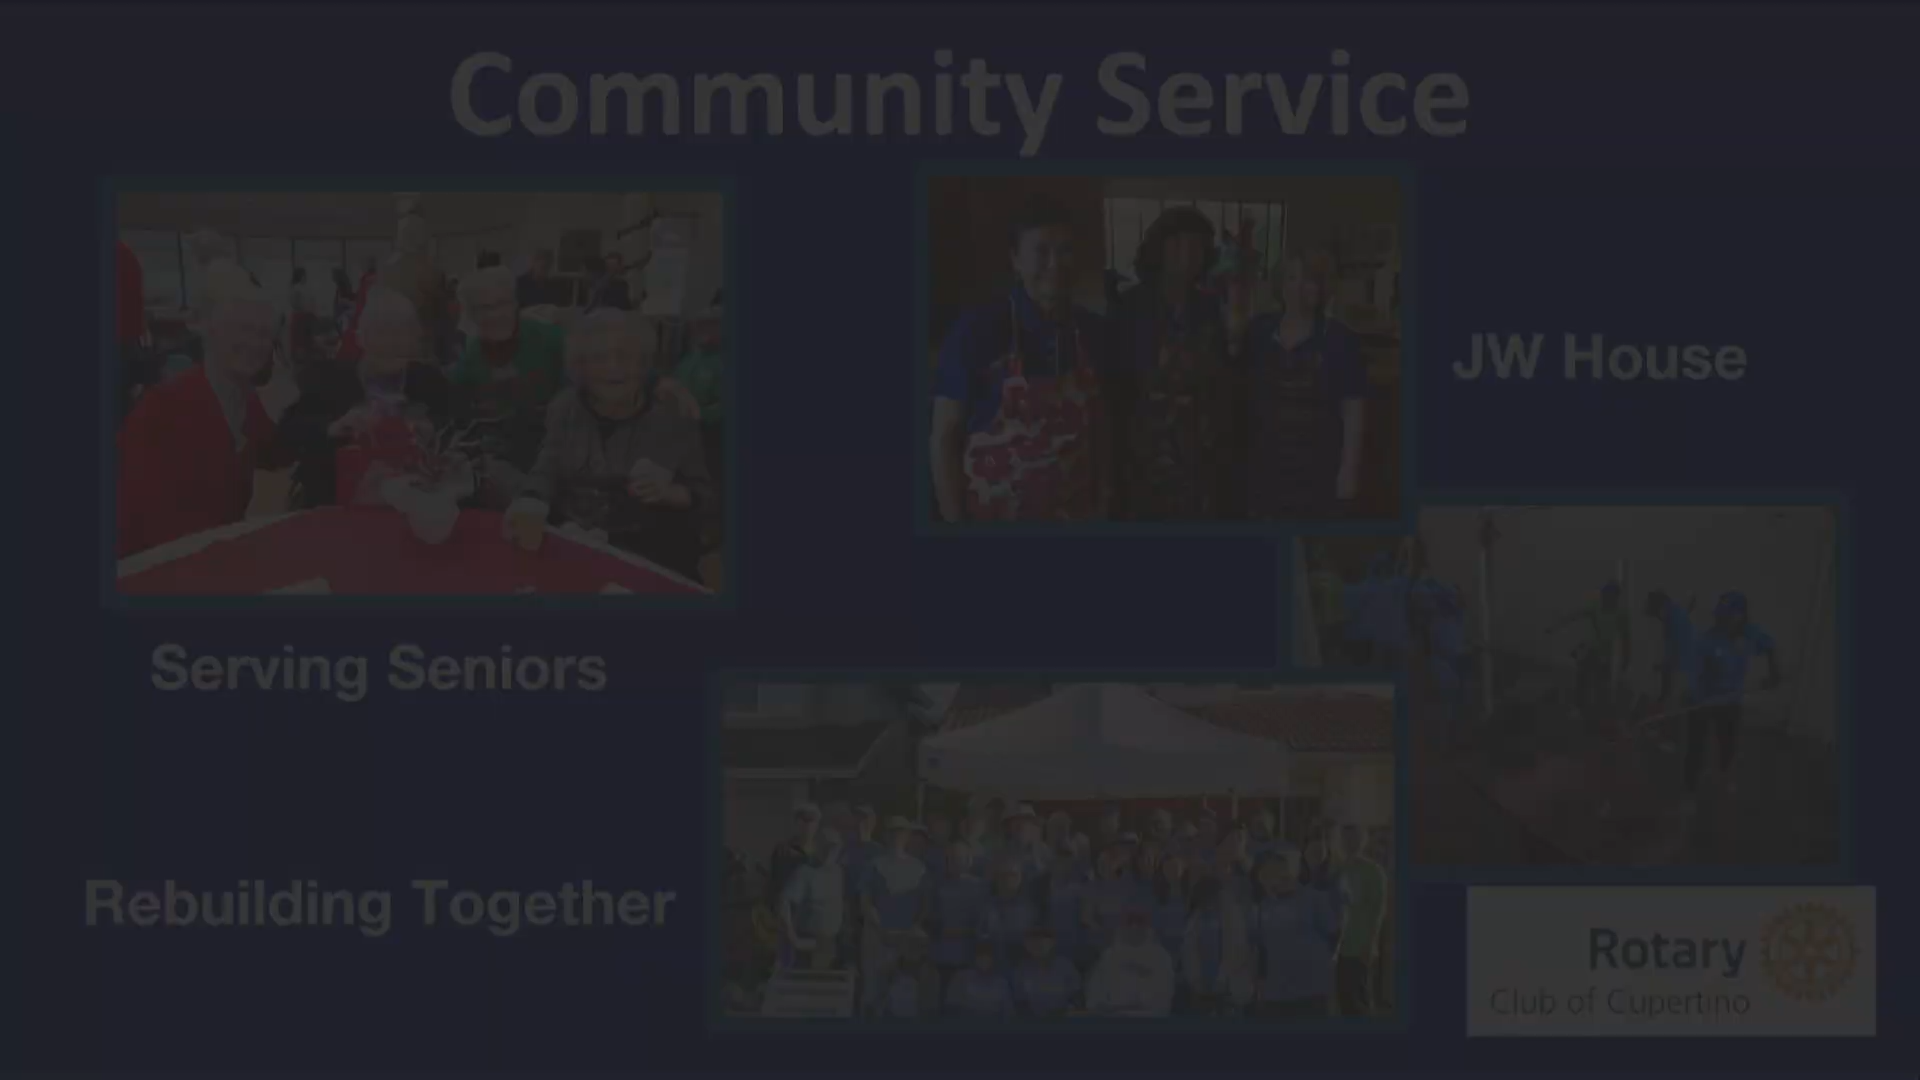 Community Service
JW House
Serving Seniors
Rebuilding Together
Rotary
Club of Cupertino